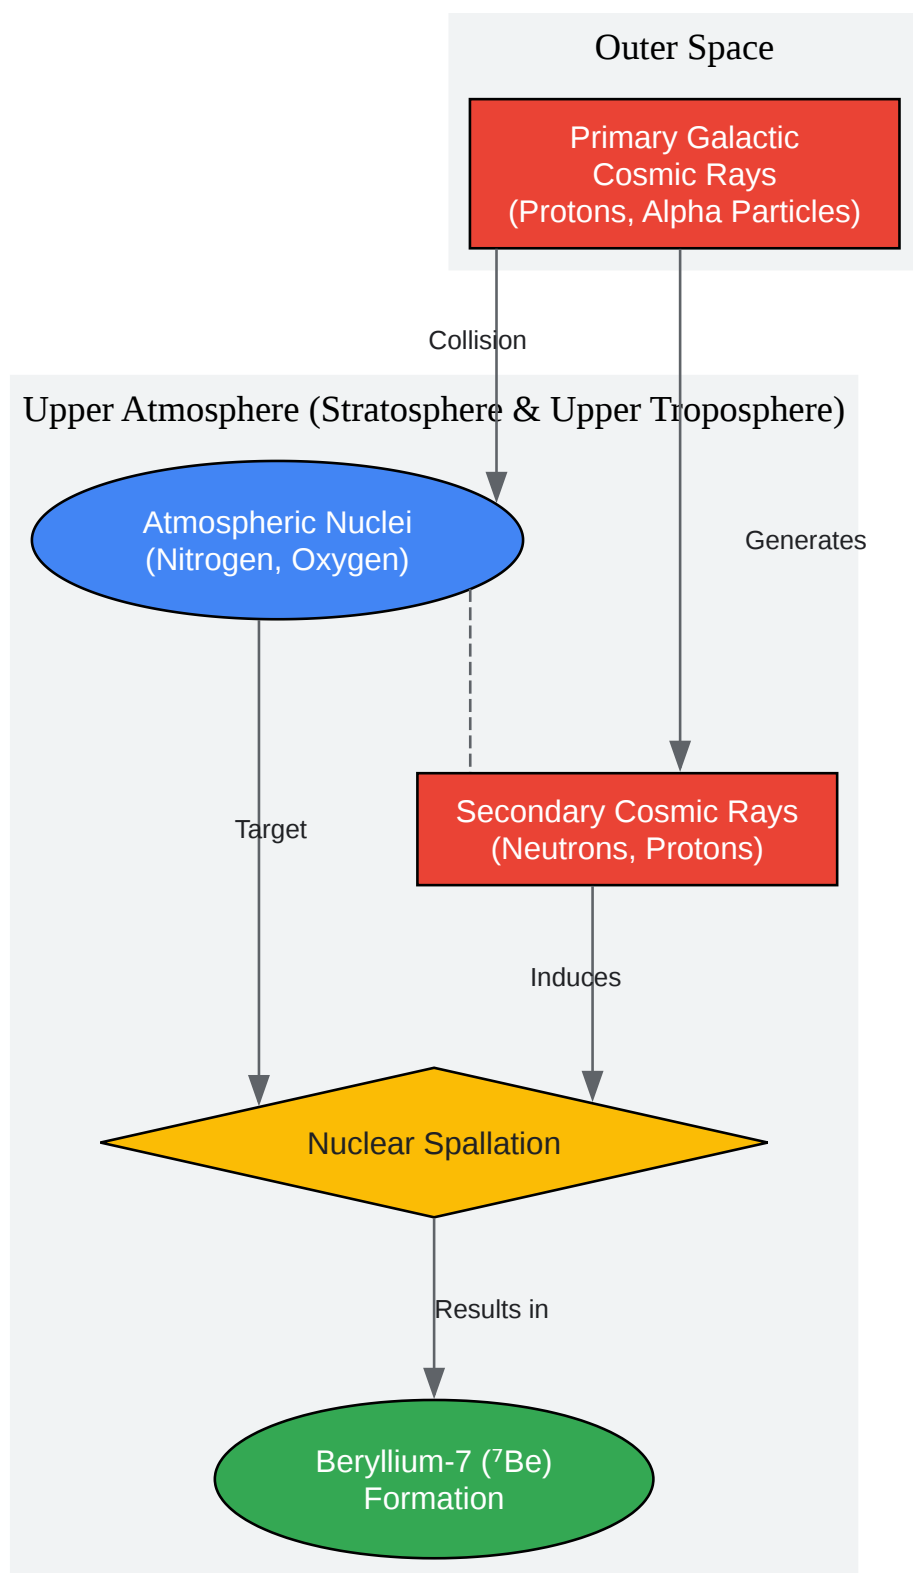 Outer Space
Primary Galactic
Cosmic Rays
(Protons, Alpha Particles)
Collision
Upper Atmosphere (Stratosphere & Upper Troposphere)
Atmospheric Nuclei
(Nitrogen, Oxygen)
Generates
Target
Secondary Cosmic Rays
(Neutrons, Protons)
Induces
Nuclear Spallation
Results in
Beryllium-7 (⁷Be)
Formation